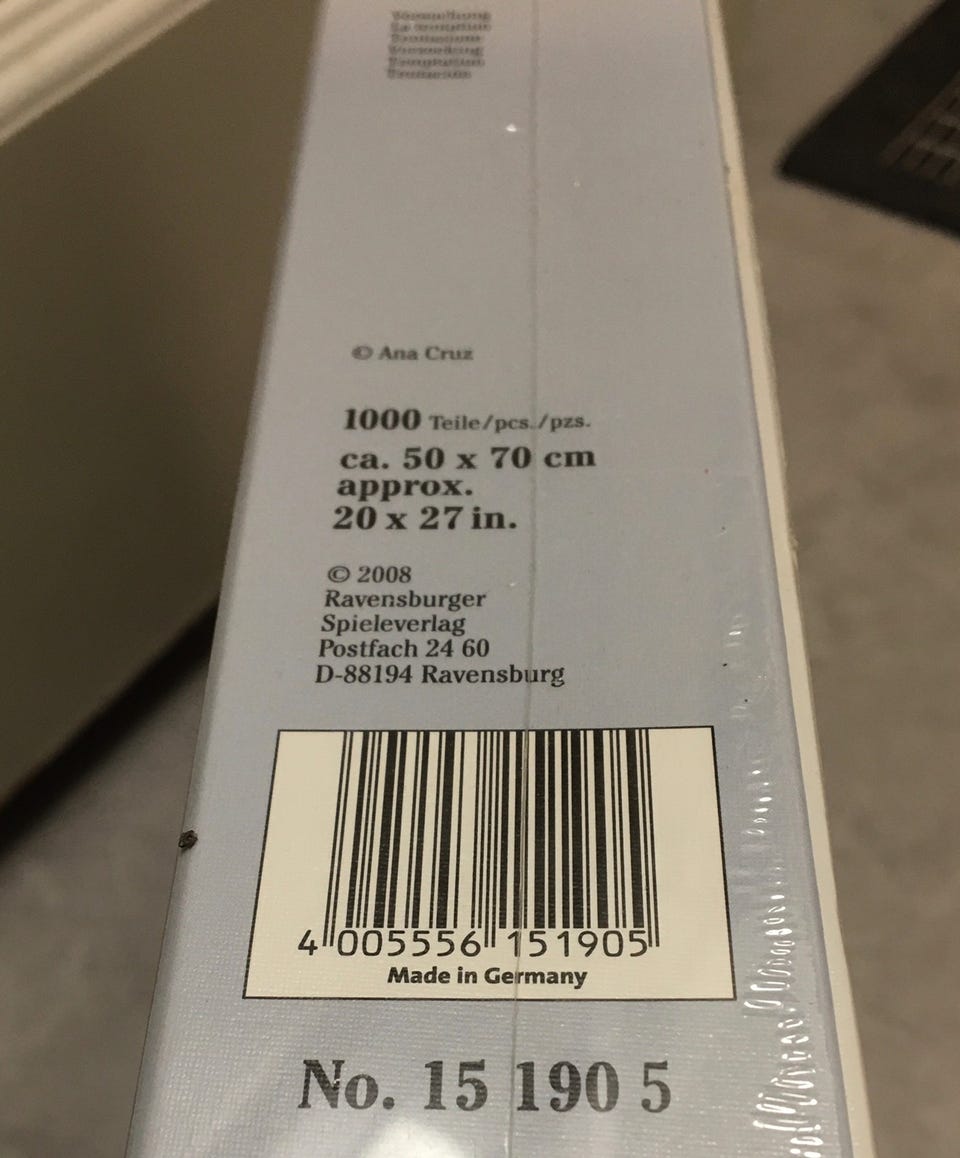 © Ana Cruz
1000 Teile/pcs./pzs.
ca. 50 x 70 cm
approx.
20 x 27 in.
© 2008
Ravensburger
Spieleverlag
Postfach 24 60
D-88194 Ravensburg
4 005556 151905
Made in Germany
No. 15 190 5